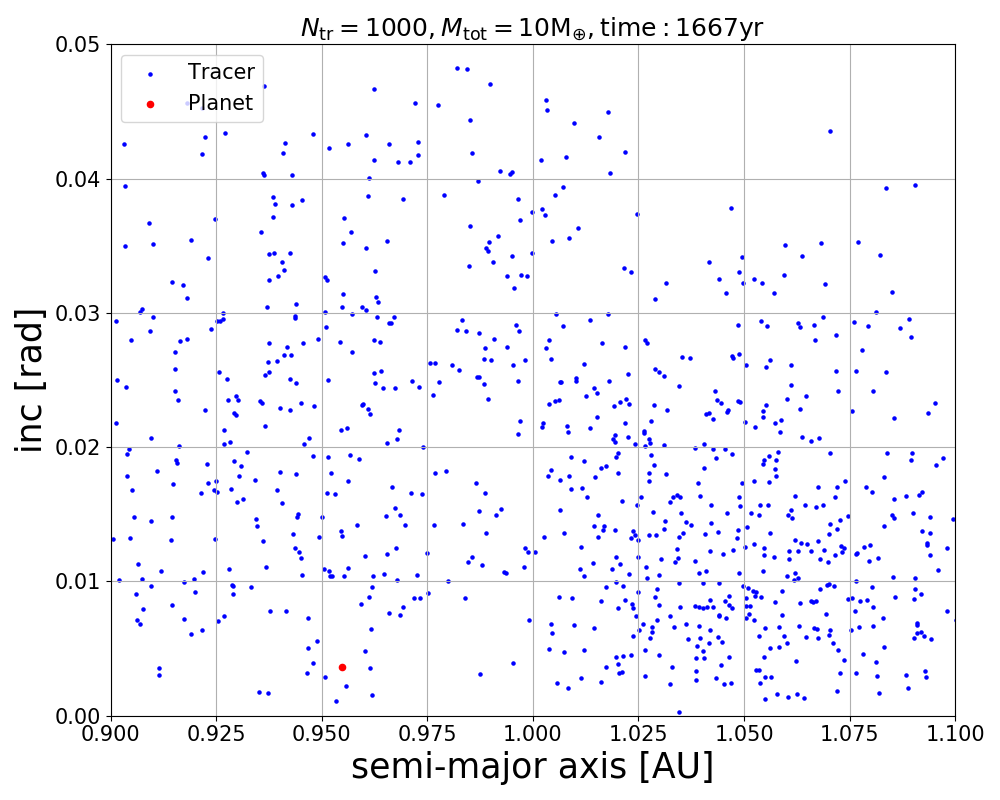 N_tr = 1000, M_tot = 10M_⊕, time : 1667yr
Tracer
Planet
0.05
0.04
0.03
0.02
0.01
0.00
inc [rad]
0.900 0.925 0.950 0.975 1.000 1.025 1.050 1.075 1.100
semi-major axis [AU]